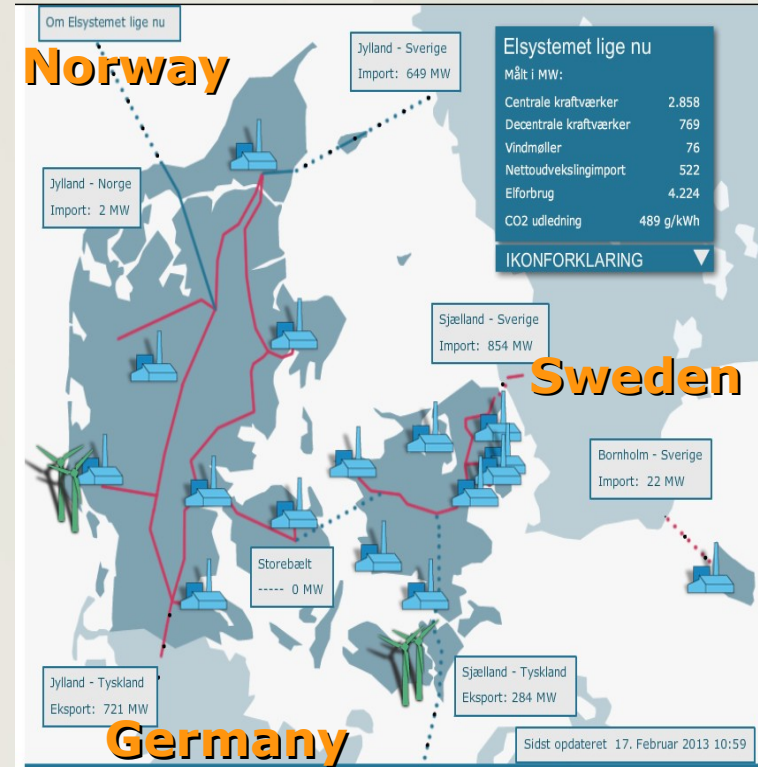 Om Elsystemet lige nu
Norway
Jylland - Sverige
Import: 649 MW
Elsystemet lige nu
Målt i MW:
Centrale kraftværker 2.858
Decentrale kraftværker 769
Vindmøller 76
Nettoudvekslingimport 522
Elforbrug 4.224
CO2 udledning 489 g/kWh
IKONFORKLARING
Jylland - Norge
Import: 2 MW
Sjælland - Sverige
Import: 854 MW
Sweden
Bornholm - Sverige
Import: 22 MW
Storebælt
----- 0 MW
Jylland - Tyskland
Eksport: 721 MW
Sjælland - Tyskland
Eksport: 284 MW
Germany
Sidst opdateret 17. Februar 2013 10:59